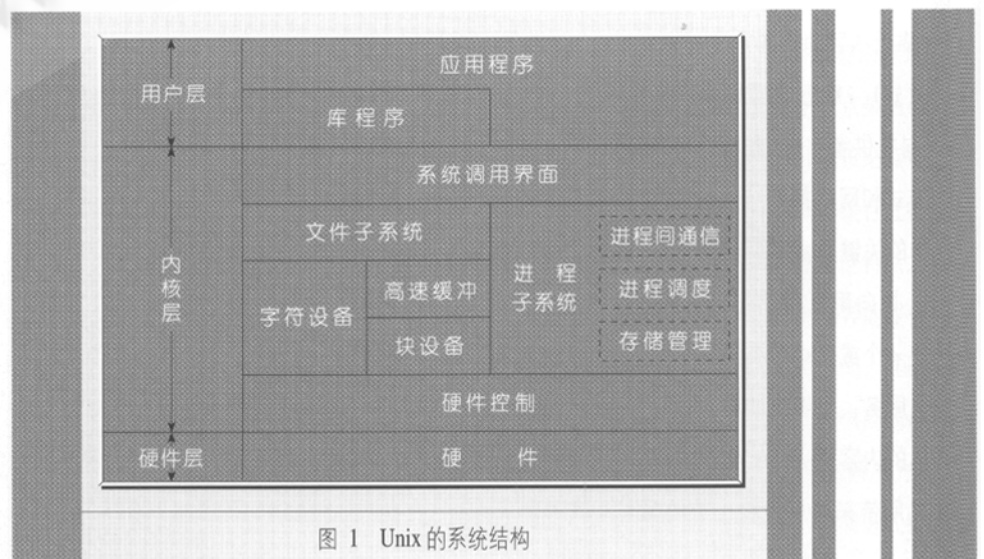 应用程序
用户层
库程序
系统调用界面
文件子系统
进程间通信
内核层
进程
子系统
高速缓冲
进程调度
字符设备
块设备
存储管理
硬件控制
硬件层
硬件
图 1 Unix 的系统结构